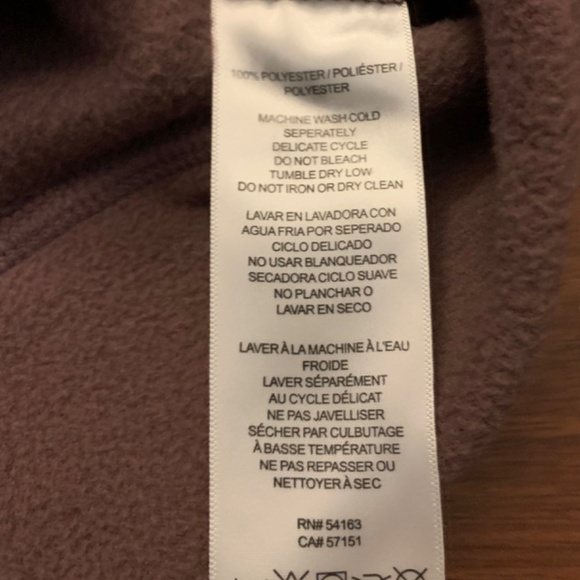 100% POLYESTER / POLIÉSTER /
POLYESTER
MACHINE WASH COLD
SEPERATELY
DELICATE CYCLE
DO NOT BLEACH
TUMBLE DRY LOW
DO NOT IRON OR DRY CLEAN
LAVAR EN LAVADORA CON
AGUA FRIA POR SEPERADO
CICLO DELICADO
NO USAR BLANQUEADOR
SECADORA CICLO SUAVE
NO PLANCHAR O
LAVAR EN SECO
LAVER À LA MACHINE À L'EAU
FROIDE
LAVER SÉPARÉMENT
AU CYCLE DÉLICAT
NE PAS JAVELLISER
SÉCHER PAR CULBUTAGE
À BASSE TEMPÉRATURE
NE PAS REPASSER OU
NETTOYER À SEC
RN# 54163
CA# 57151